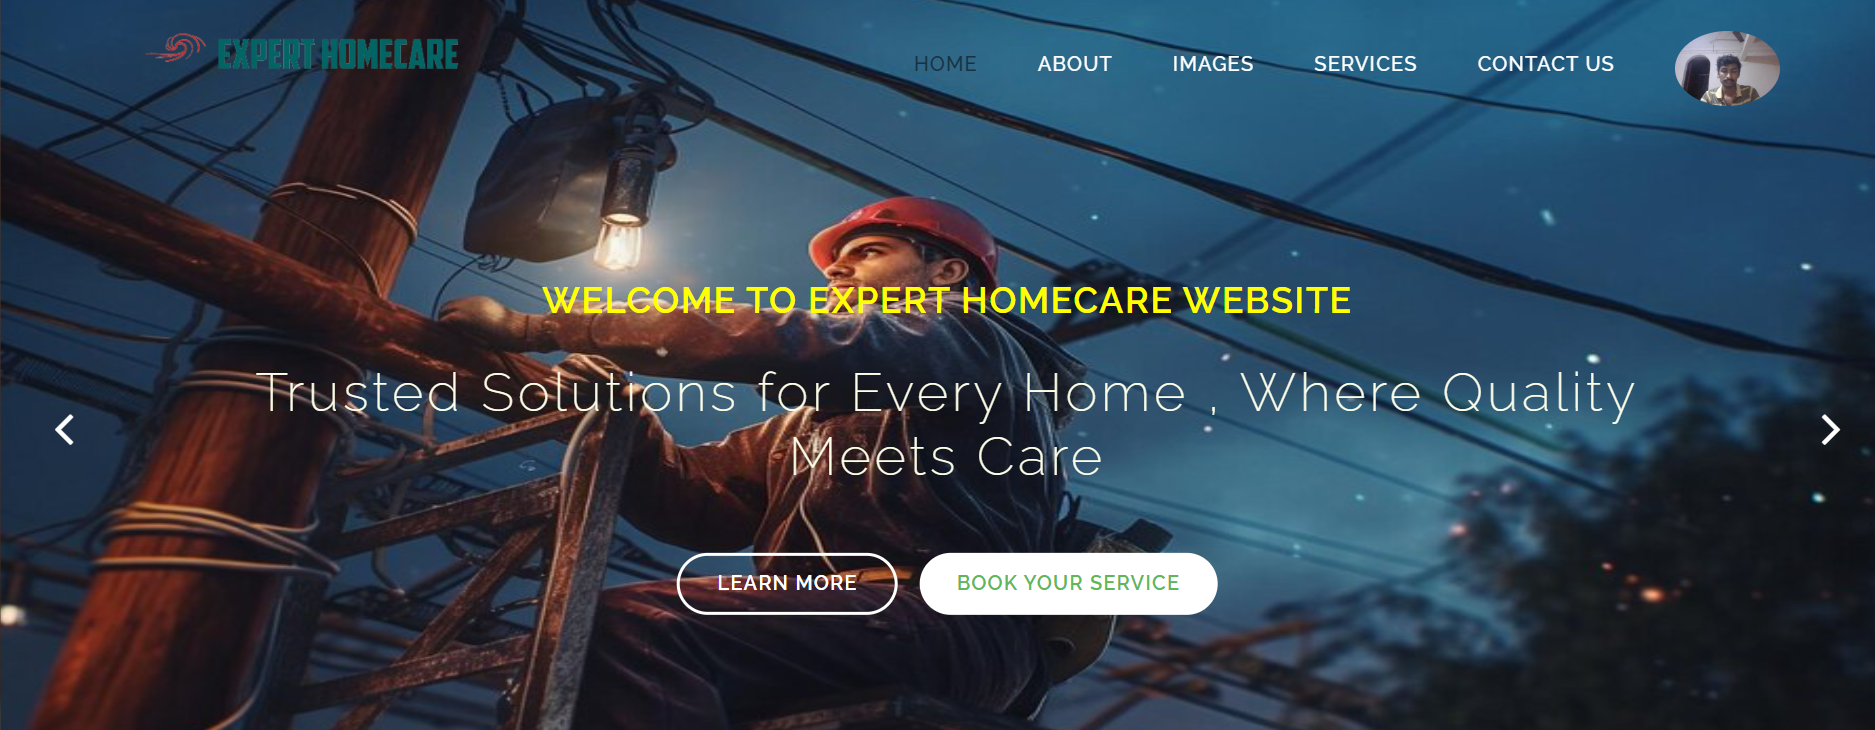 EXPERT HOMECARE
HOME ABOUT IMAGES SERVICES CONTACT US
WELCOME TO EXPERT HOMECARE WEBSITE
Trusted Solutions for Every Home , Where Quality
Meets Care
LEARN MORE BOOK YOUR SERVICE